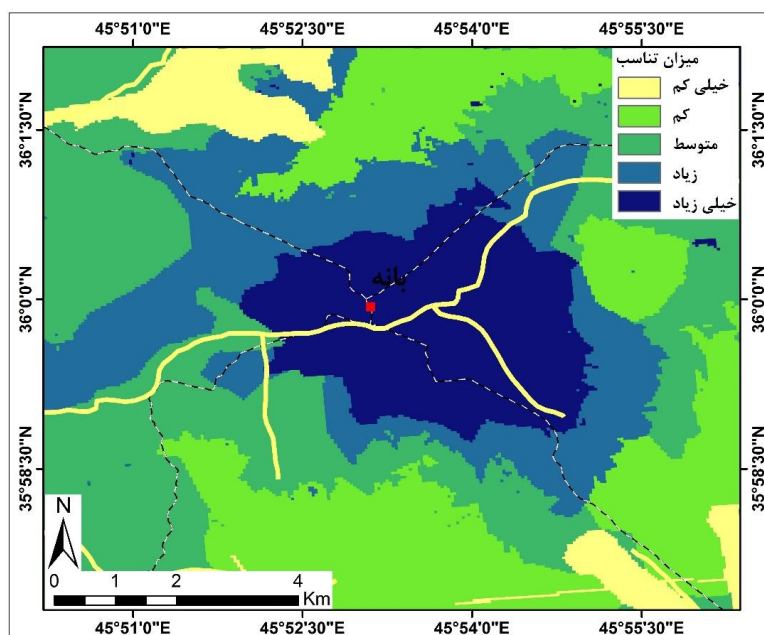 45°51'0"E 45°52'30"E 45°54'0"E 45°55'30"E
میزان تناسب
خیلی کم
کم
متوسط
زیاد
خیلی زیاد
36°1'30"N 36°1'30"N
بانه
36°0'0"N 36°0'0"N
35°58'30"N 35°58'30"N
N
0 1 2 4
Km
45°51'0"E 45°52'30"E 45°54'0"E 45°55'30"E